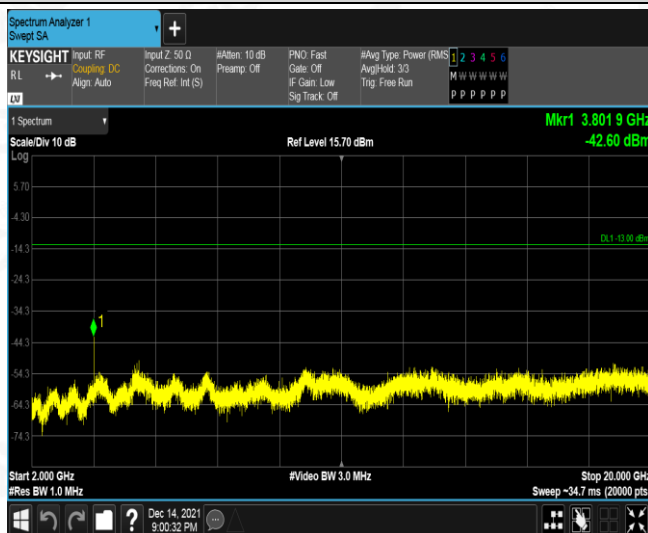 Spectrum Analyzer 1
Swept SA
+
KEYSIGHT
RL
LXI
Input: RF
Coupling: DC
Align: Auto
Input Z: 50 Ω
Corrections: On
Freq Ref: Int (S)
#Atten: 10 dB
Preamp: Off
PNO: Fast
Gate: Off
IF Gain: Low
Sig Track: Off
#Avg Type: Power (RMS
Avg|Hold: 3/3
Trig: Free Run
1 2 3 4 5 6
M W W W W W
P P P P P P
1 Spectrum
Scale/Div 10 dB
Ref Level 15.70 dBm
Mkr1 3.801 9 GHz
-42.60 dBm
Log
5.70
-4.30
-14.3
-24.3
-34.3
-44.3
-54.3
-64.3
-74.3
DL1 -13.00 dBm
1
Start 2.000 GHz
#Video BW 3.0 MHz
Stop 20.000 GHz
#Res BW 1.0 MHz
Sweep ~34.7 ms (20000 pts
?
Dec 14, 2021
9:00:32 PM